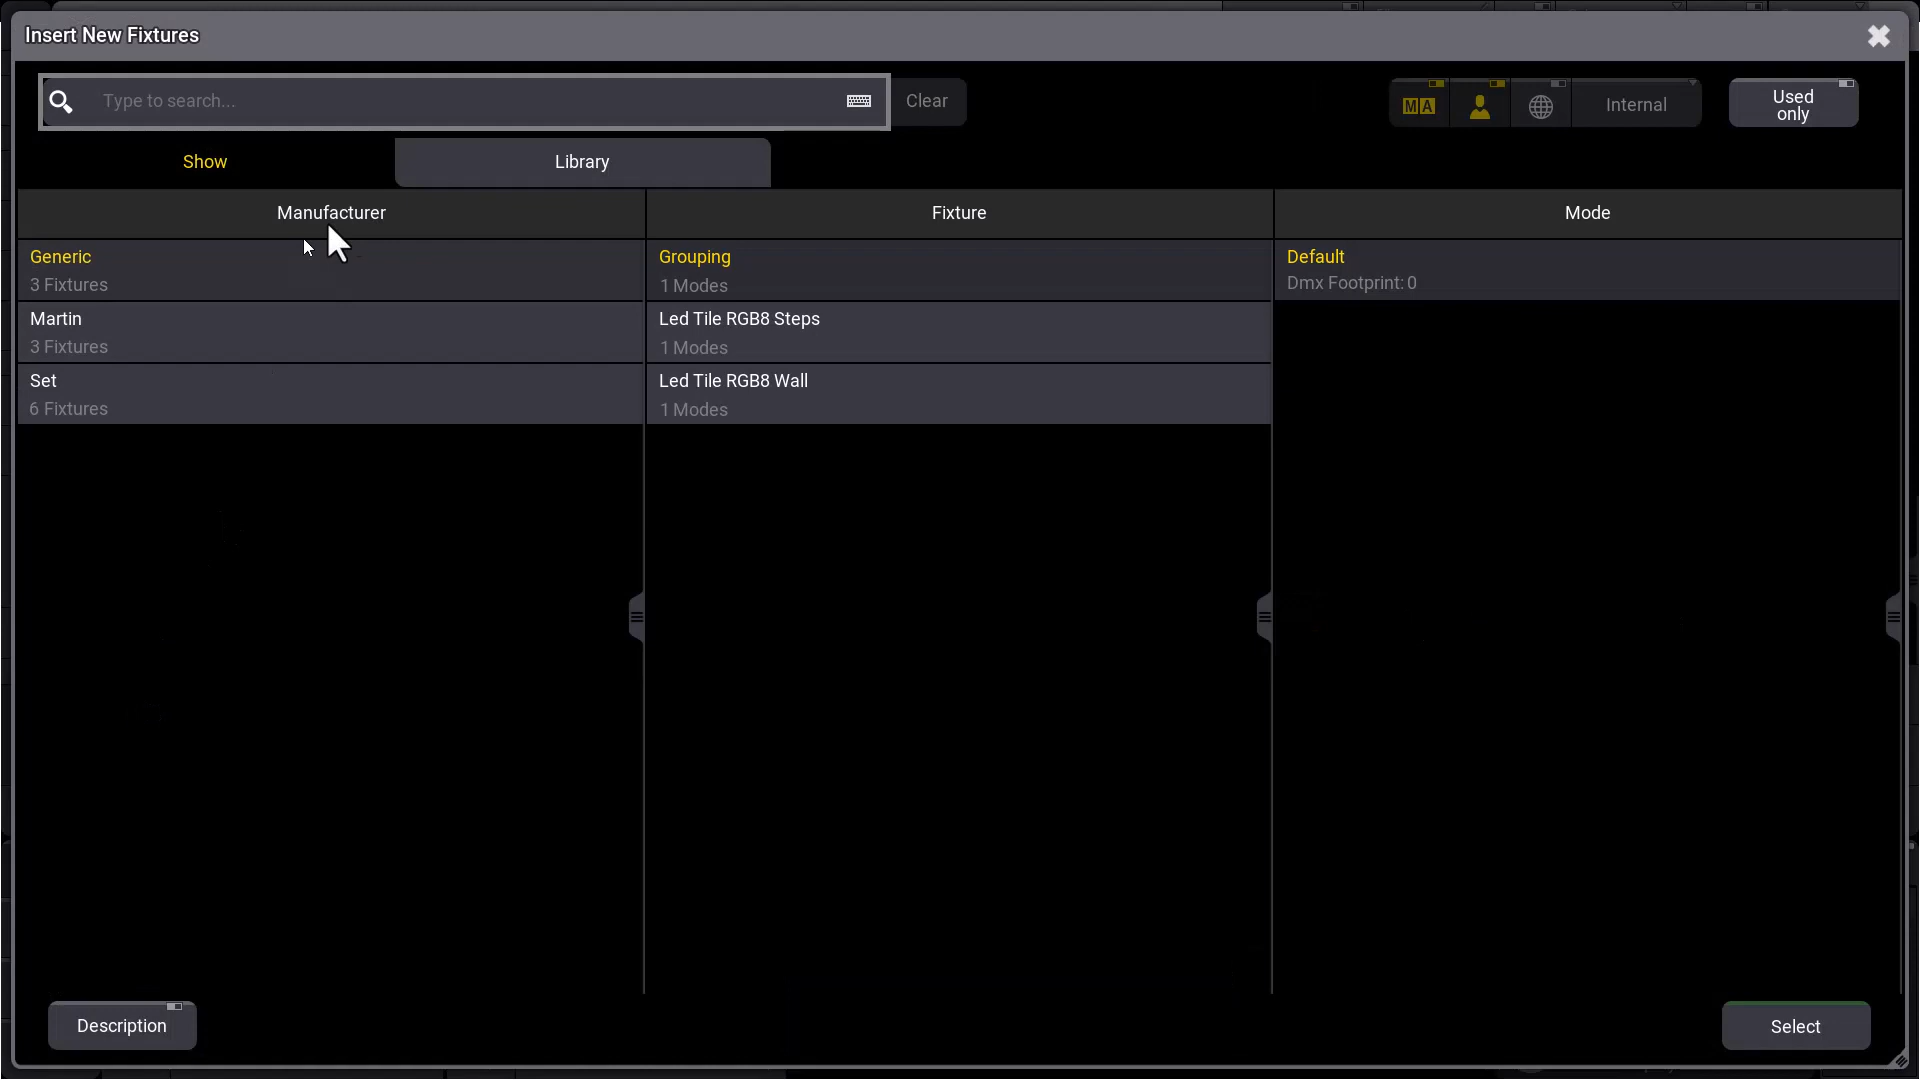 Insert New Fixtures
Type to search...
Clear
MA
Internal
Used
only
Show
Library
Manufacturer
Fixture
Mode
Generic
3 Fixtures
Grouping
1 Modes
Default
Dmx Footprint: 0
Martin
3 Fixtures
Led Tile RGB8 Steps
1 Modes
Set
6 Fixtures
Led Tile RGB8 Wall
1 Modes
Description
Select